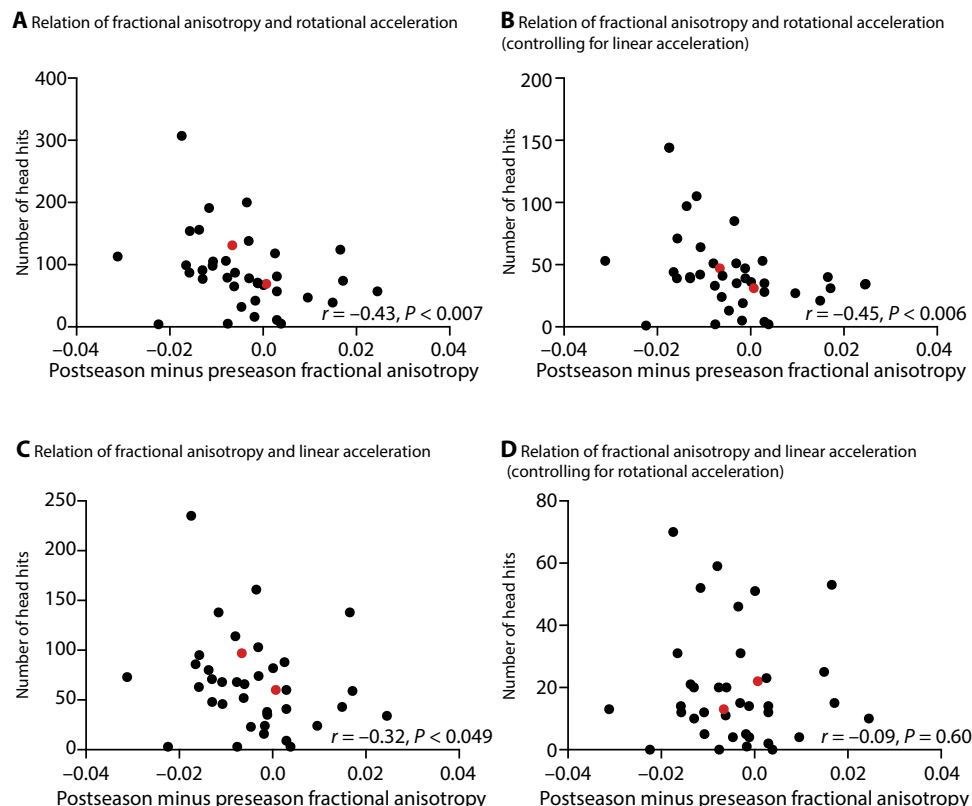 A Relation of fractional anisotropy and rotational acceleration
400
300
200
100
0
Number of head hits
r = −0.43, P < 0.007
−0.04 −0.02 0.0 0.02 0.04
Postseason minus preseason fractional anisotropy
B Relation of fractional anisotropy and rotational acceleration
(controlling for linear acceleration)
200
150
100
50
0
Number of head hits
r = −0.45, P < 0.006
−0.04 −0.02 0.0 0.02 0.04
Postseason minus preseason fractional anisotropy
C Relation of fractional anisotropy and linear acceleration
250
200
150
100
50
0
Number of head hits
r = −0.32, P < 0.049
−0.04 −0.02 0.0 0.02 0.04
Postseason minus preseason fractional anisotropy
D Relation of fractional anisotropy and linear acceleration
(controlling for rotational acceleration)
80
60
40
20
0
Number of head hits
r = −0.09, P = 0.60
−0.04 −0.02 0.0 0.02 0.04
Postseason minus preseason fractional anisotropy